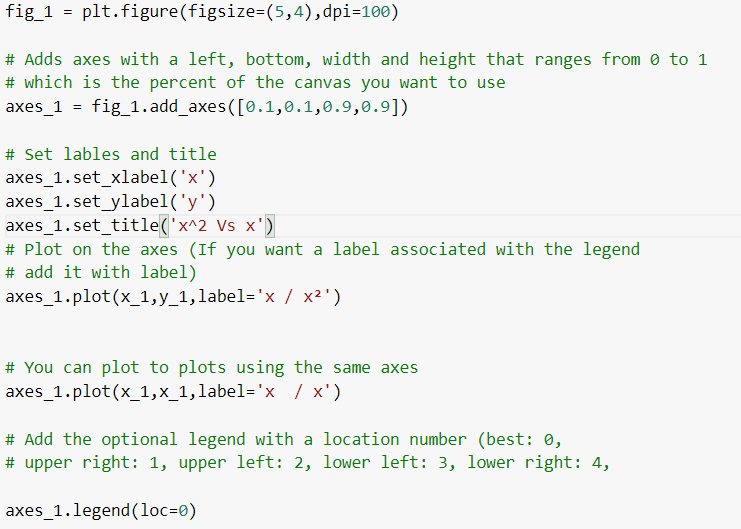 fig_1 = plt.figure(figsize=(5,4),dpi=100)
# Adds axes with a left, bottom, width and height that ranges from 0 to 1
# which is the percent of the canvas you want to use
axes_1 = fig_1.add_axes([0.1,0.1,0.9,0.9])
# Set lables and title
axes_1.set_xlabel('x')
axes_1.set_ylabel('y')
axes_1.set_title('x^2 Vs x')
# Plot on the axes (If you want a label associated with the legend
# add it with label)
axes_1.plot(x_1,y_1,label='x / x²')
# You can plot to plots using the same axes
axes_1.plot(x_1,x_1,label='x  / x')
# Add the optional legend with a location number (best: 0,
# upper right: 1, upper left: 2, lower left: 3, lower right: 4,
axes_1.legend(loc=0)